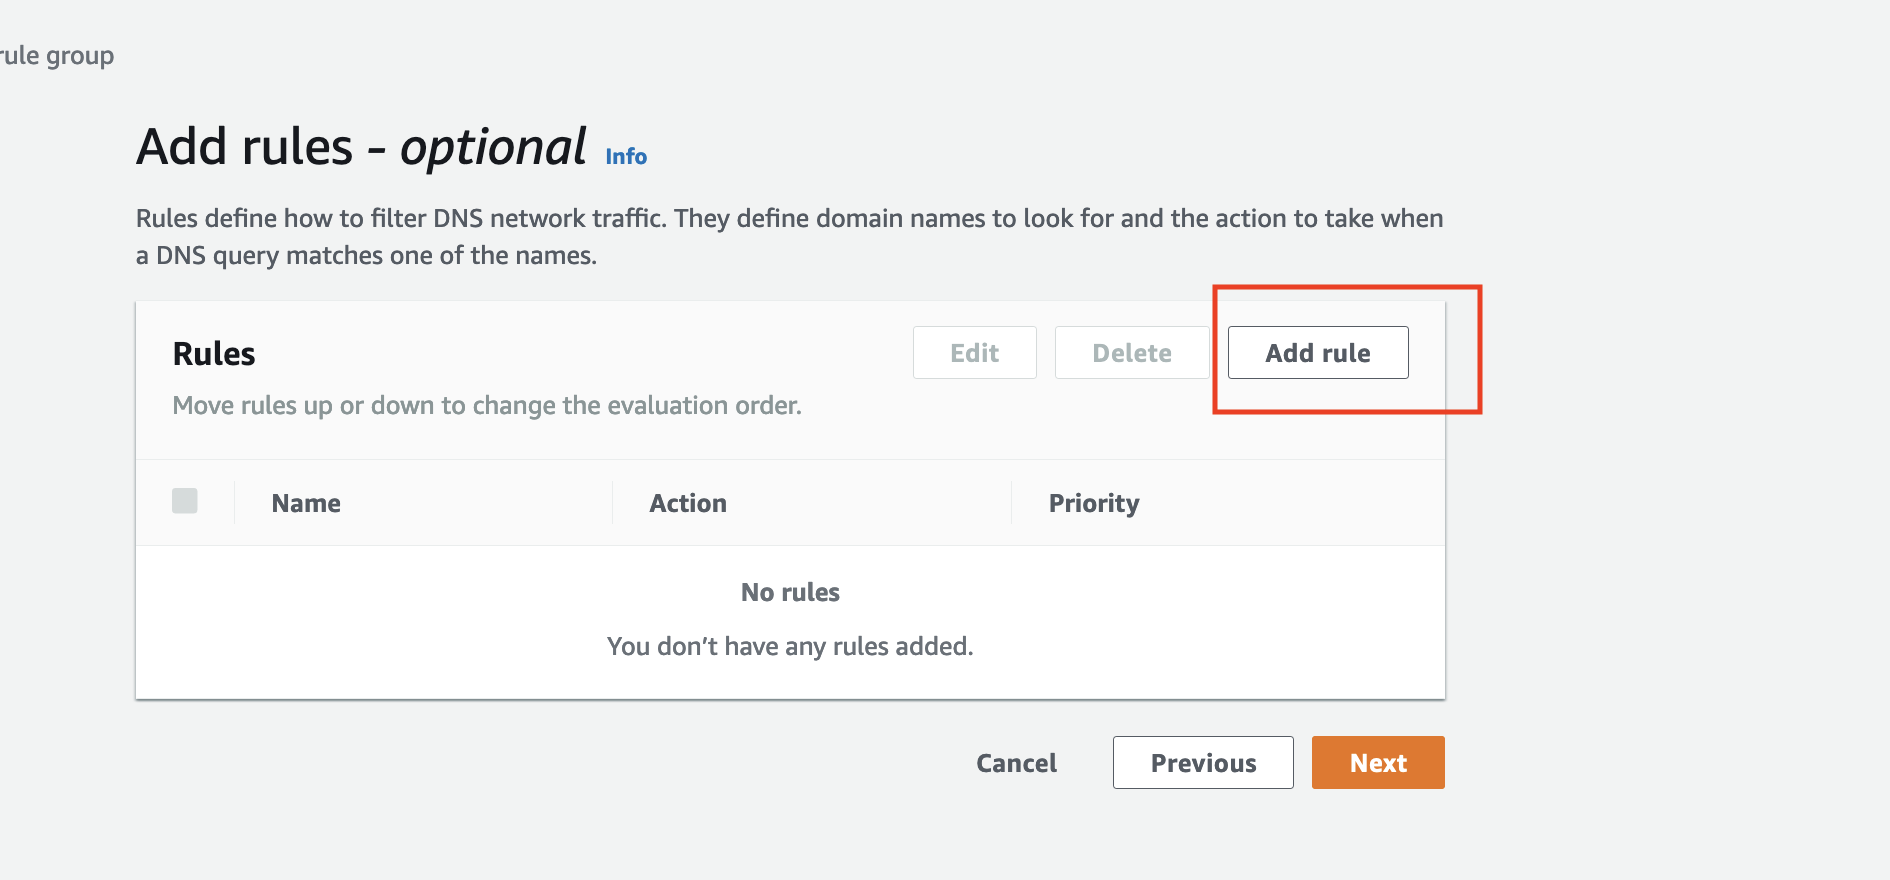 rule group
Add rules - optional Info
Rules define how to filter DNS network traffic. They define domain names to look for and the action to take when
a DNS query matches one of the names.
Rules
Edit
Delete
Add rule
Move rules up or down to change the evaluation order.
Name
Action
Priority
No rules
You don’t have any rules added.
Cancel
Previous
Next